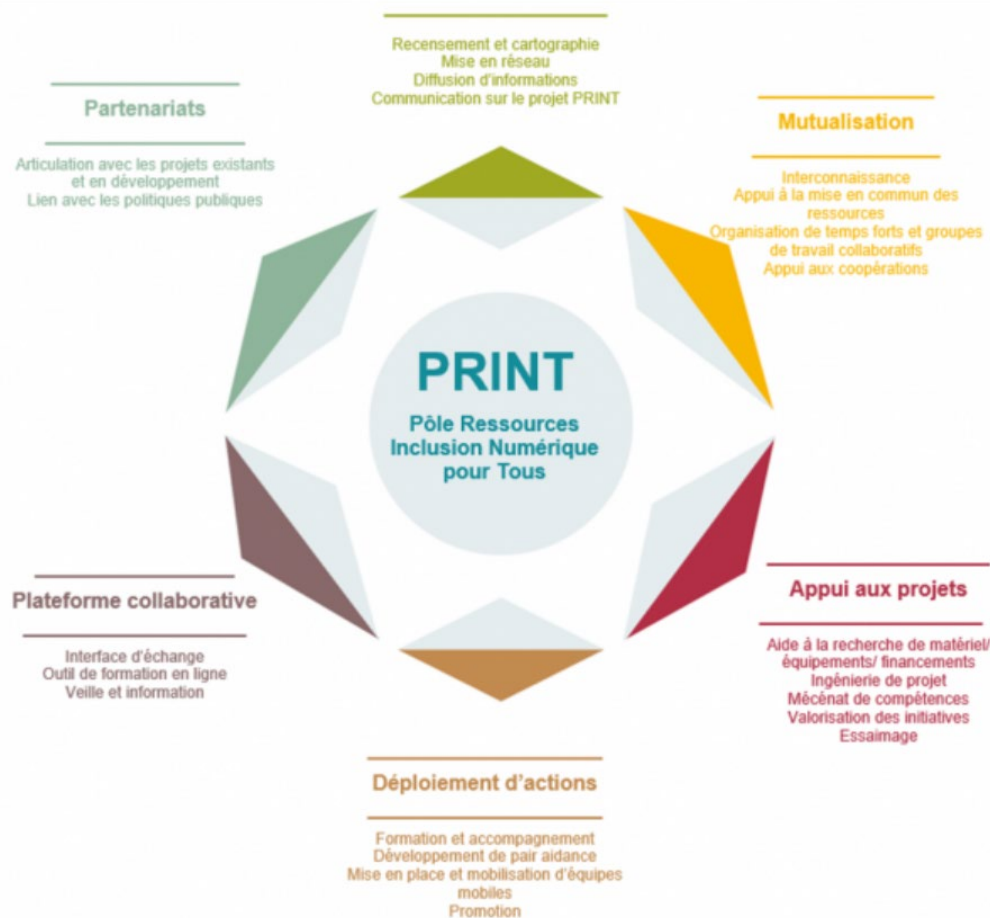 Recensement et cartographie
Mise en réseau
Diffusion d'informations
Communication sur le projet PRINT
Partenariats
Articulation avec les projets existants
et en développement
Lien avec les politiques publiques
Mutualisation
Interconnaissance
Appui à la mise en commun des
ressources
Organisation de temps forts et groupes
de travail collaboratifs
Appui aux coopérations
PRINT
Pôle Ressources
Inclusion Numérique
pour Tous
Plateforme collaborative
Interface d'échange
Outil de formation en ligne
Veille et information
Appui aux projets
Aide à la recherche de matériel/
équipements/ financements
Ingénierie de projet
Mécénat de compétences
Valorisation des initiatives
Essaimage
Déploiement d'actions
Formation et accompagnement
Développement de pair aidance
Mise en place et mobilisation d'équipes
mobiles
Promotion